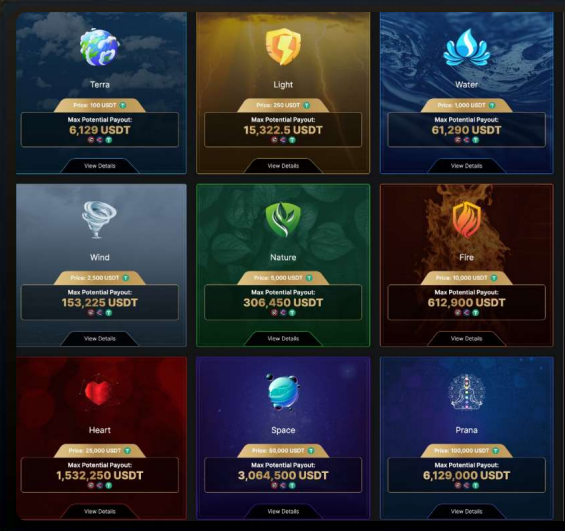 Terra
Price: 100 USDT
Max Potential Payout:
6,129 USDT
View Details
Light
Price: 250 USDT
Max Potential Payout:
15,322.5 USDT
View Details
Water
Price: 1,000 USDT
Max Potential Payout:
61,290 USDT
View Details
Wind
Price: 2,500 USDT
Max Potential Payout:
153,225 USDT
View Details
Nature
Price: 5,000 USDT
Max Potential Payout:
306,450 USDT
View Details
Fire
Price: 10,000 USDT
Max Potential Payout:
612,900 USDT
View Details
Heart
Price: 25,000 USDT
Max Potential Payout:
1,532,250 USDT
View Details
Space
Price: 50,000 USDT
Max Potential Payout:
3,064,500 USDT
View Details
Prana
Price: 100,000 USDT
Max Potential Payout:
6,129,000 USDT
View Details